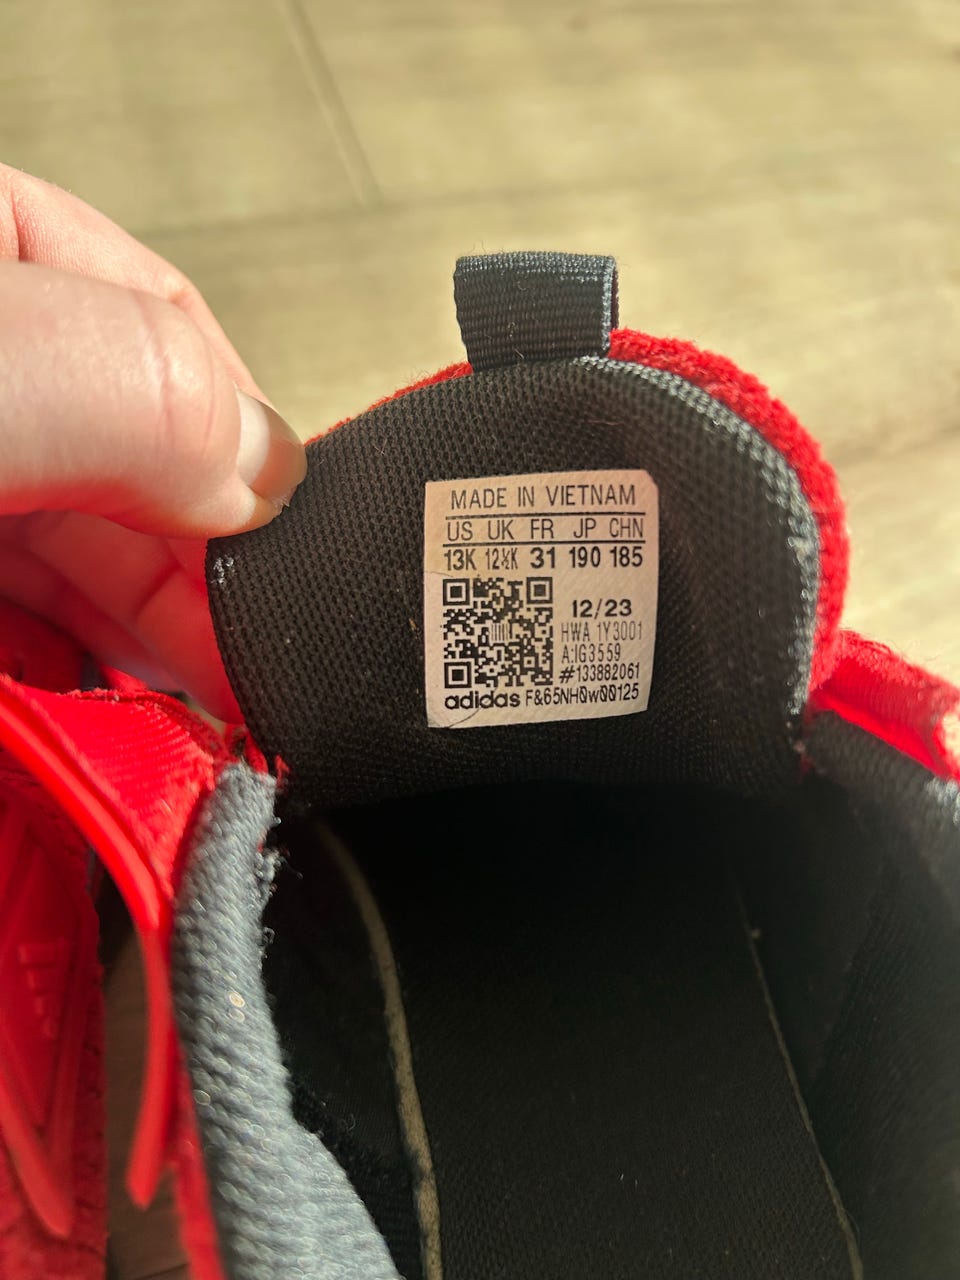 MADE IN VIETNAM
US UK FR JP CHN
13K 12½K 31 190 185
12/23
HWA 1Y3001
A:IG3559
#133882061
adidas F&65NH0w00125